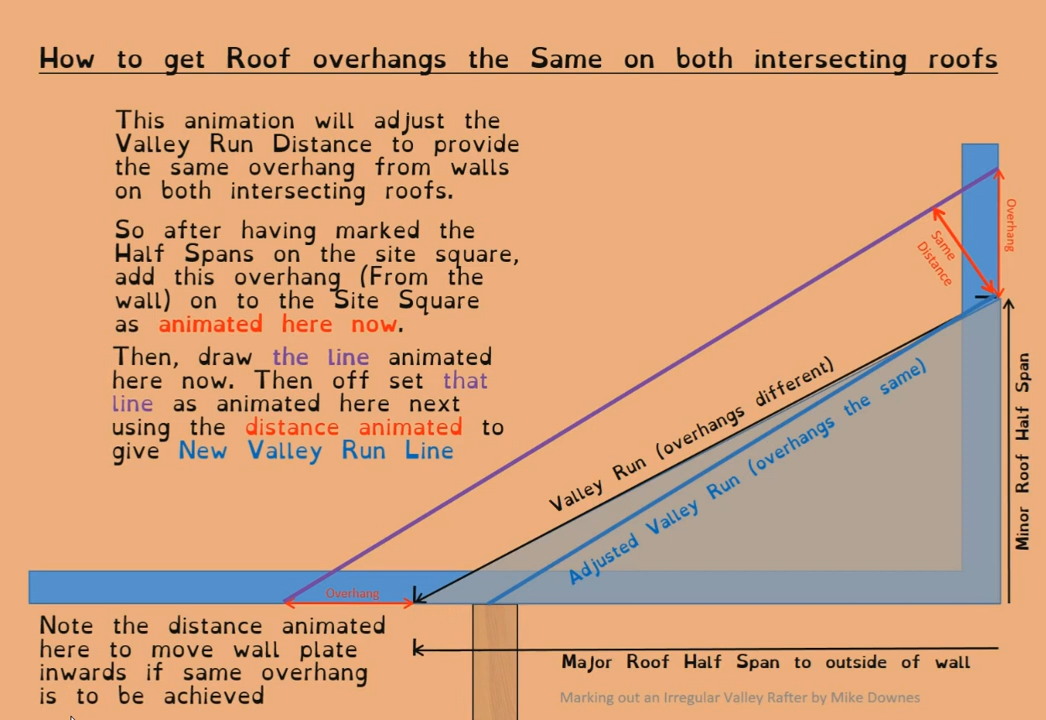 How to get Roof overhangs the Same on both intersecting roofs
This animation will adjust the
Valley Run Distance to provide
the same overhang from walls
on both intersecting roofs.
So after having marked the
Half Spans on the site square,
add this overhang (From the
wall) on to the Site Square
as animated here now.
Then, draw the line animated
here now. Then off set that
line as animated here next
using the distance animated to
give New Valley Run Line
Overhang
Same
Distance
Valley Run (overhangs different)
Adjusted Valley Run (overhangs the same)
Minor Roof Half Span
Overhang
Note the distance animated
here to move wall plate
inwards if same overhang
is to be achieved
Major Roof Half Span to outside of wall
Marking out an Irregular Valley Rafter by Mike Downes